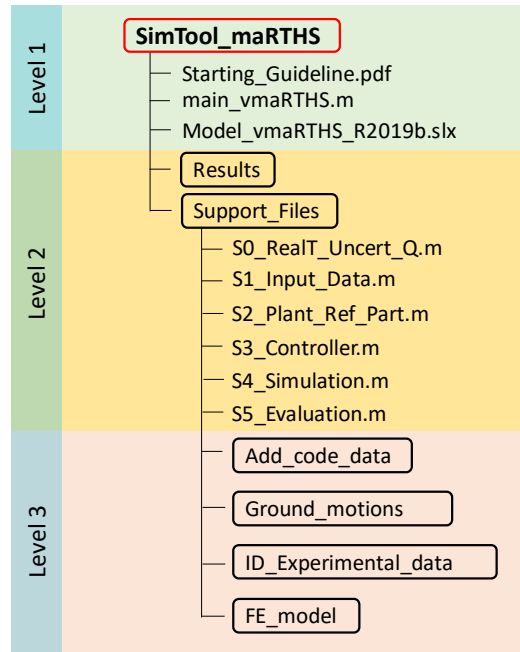 Level 1
SimTool_maRTHS
Starting_Guideline.pdf
main_vmaRTHS.m
Model_vmaRTHS_R2019b.slx
Level 2
Results
Support_Files
S0_RealT_Uncert_Q.m
S1_Input_Data.m
S2_Plant_Ref_Part.m
S3_Controller.m
S4_Simulation.m
S5_Evaluation.m
Level 3
Add_code_data
Ground_motions
ID_Experimental_data
FE_model